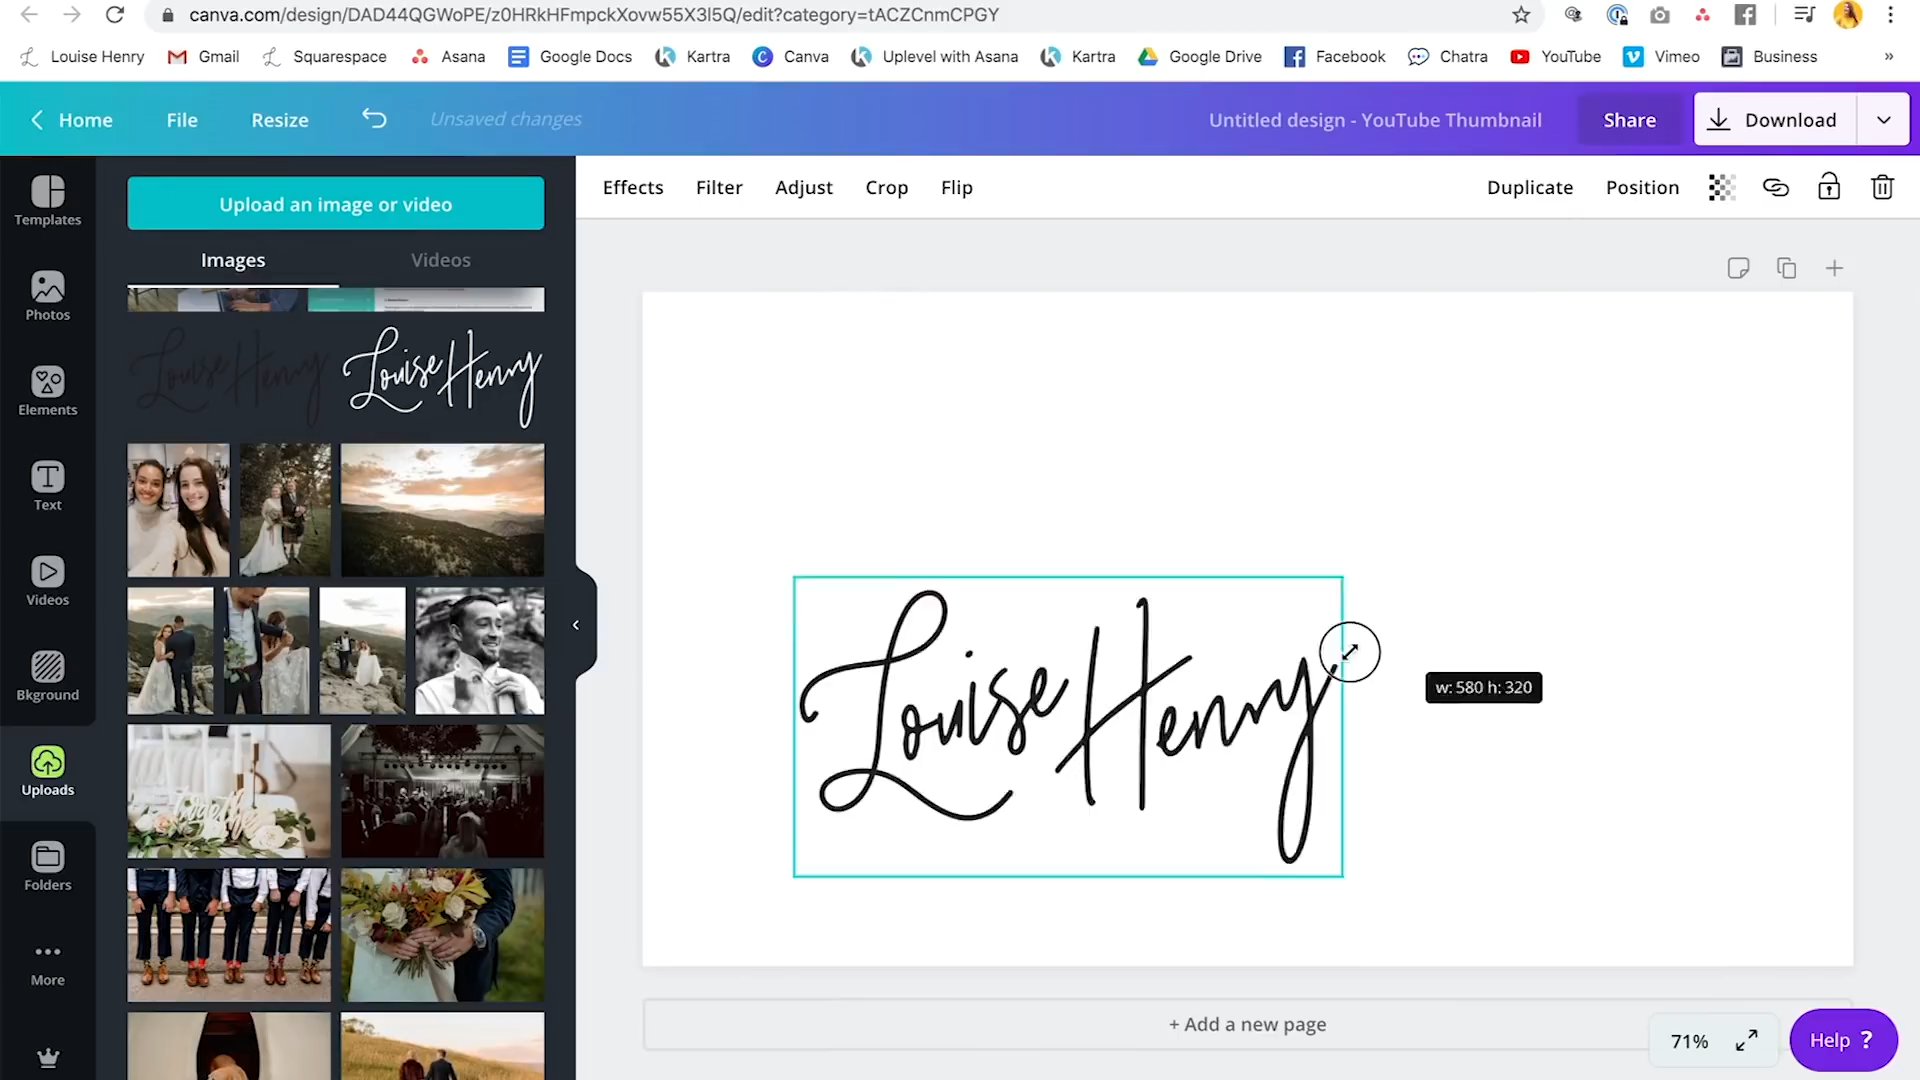 canva.com/design/DAD44QGWoPE/z0HRkHFmpckXovw55X3l5Q/edit?category=tACZCnmCPGY
Louise Henry
Gmail
Squarespace
Asana
Google Docs
Kartra
Canva
Uplevel with Asana
Kartra
Google Drive
Facebook
Chatra
YouTube
Vimeo
Business
»
Home
File
Resize
Unsaved changes
Untitled design - YouTube Thumbnail
Share
Download
Templates
Photos
Elements
Text
Videos
Bkground
Uploads
Folders
More
Upload an image or video
Images
Videos
Louise Henry
Louise Henry
together
Effects
Filter
Adjust
Crop
Flip
Duplicate
Position
Louise Henry
w: 580 h: 320
+ Add a new page
71%
Help ?